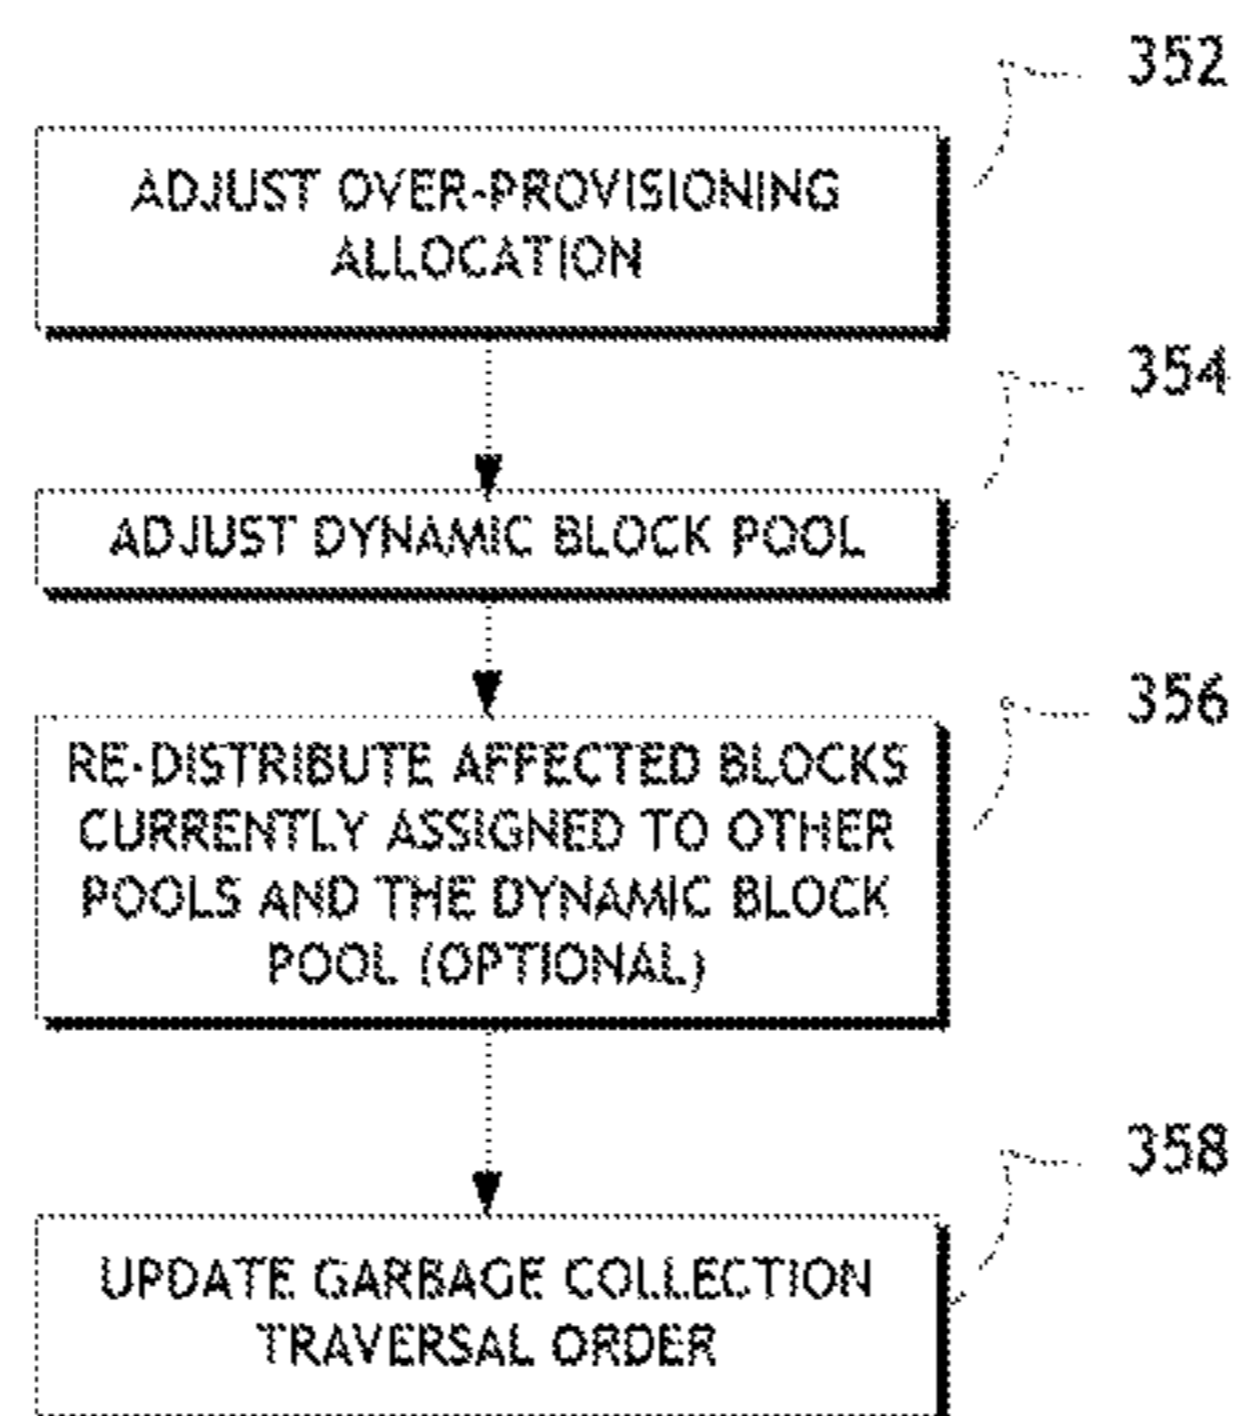 352
ADJUST OVER-PROVISIONING
ALLOCATION
354
ADJUST DYNAMIC BLOCK POOL
356
RE-DISTRIBUTE AFFECTED BLOCKS
CURRENTLY ASSIGNED TO OTHER
POOLS AND THE DYNAMIC BLOCK
POOL (OPTIONAL)
358
UPDATE GARBAGE COLLECTION
TRAVERSAL ORDER